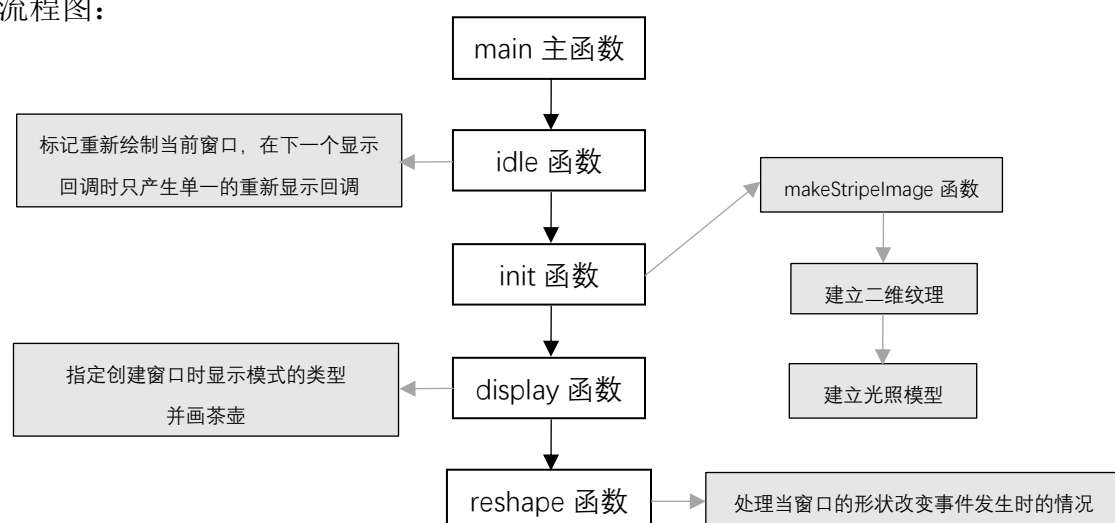 流程图：
main 主函数
标记重新绘制当前窗口，在下一个显示
回调时只产生单一的重新显示回调
idle 函数
makeStripeImage 函数
init 函数
建立二维纹理
指定创建窗口时显示模式的类型
并画茶壶
display 函数
建立光照模型
reshape 函数
处理当窗口的形状改变事件发生时的情况